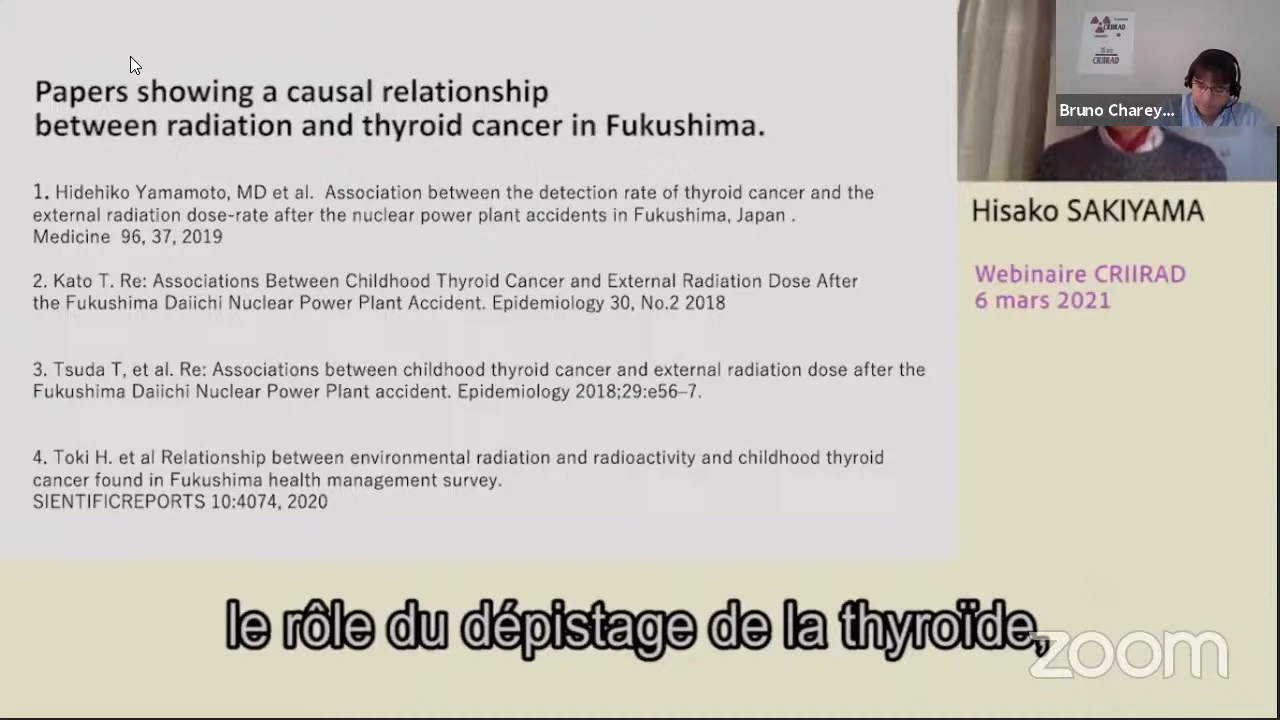 Papers showing a causal relationship
between radiation and thyroid cancer in Fukushima.
1. Hidehiko Yamamoto, MD et al. Association between the detection rate of thyroid cancer and the
external radiation dose-rate after the nuclear power plant accidents in Fukushima, Japan .
Medicine 96, 37, 2019
2. Kato T. Re: Associations Between Childhood Thyroid Cancer and External Radiation Dose After
the Fukushima Daiichi Nuclear Power Plant Accident. Epidemiology 30, No.2 2018
3. Tsuda T, et al. Re: Associations between childhood thyroid cancer and external radiation dose after the
Fukushima Daiichi Nuclear Power Plant accident. Epidemiology 2018;29:e56–7.
4. Toki H. et al Relationship between environmental radiation and radioactivity and childhood thyroid
cancer found in Fukushima health management survey.
SIENTIFICREPORTS 10:4074, 2020
CRIIRAD
CRIIRAD
Bruno Charey...
Hisako SAKIYAMA
Webinaire CRIIRAD
6 mars 2021
le rôle du dépistage de la thyroïde,
zoom